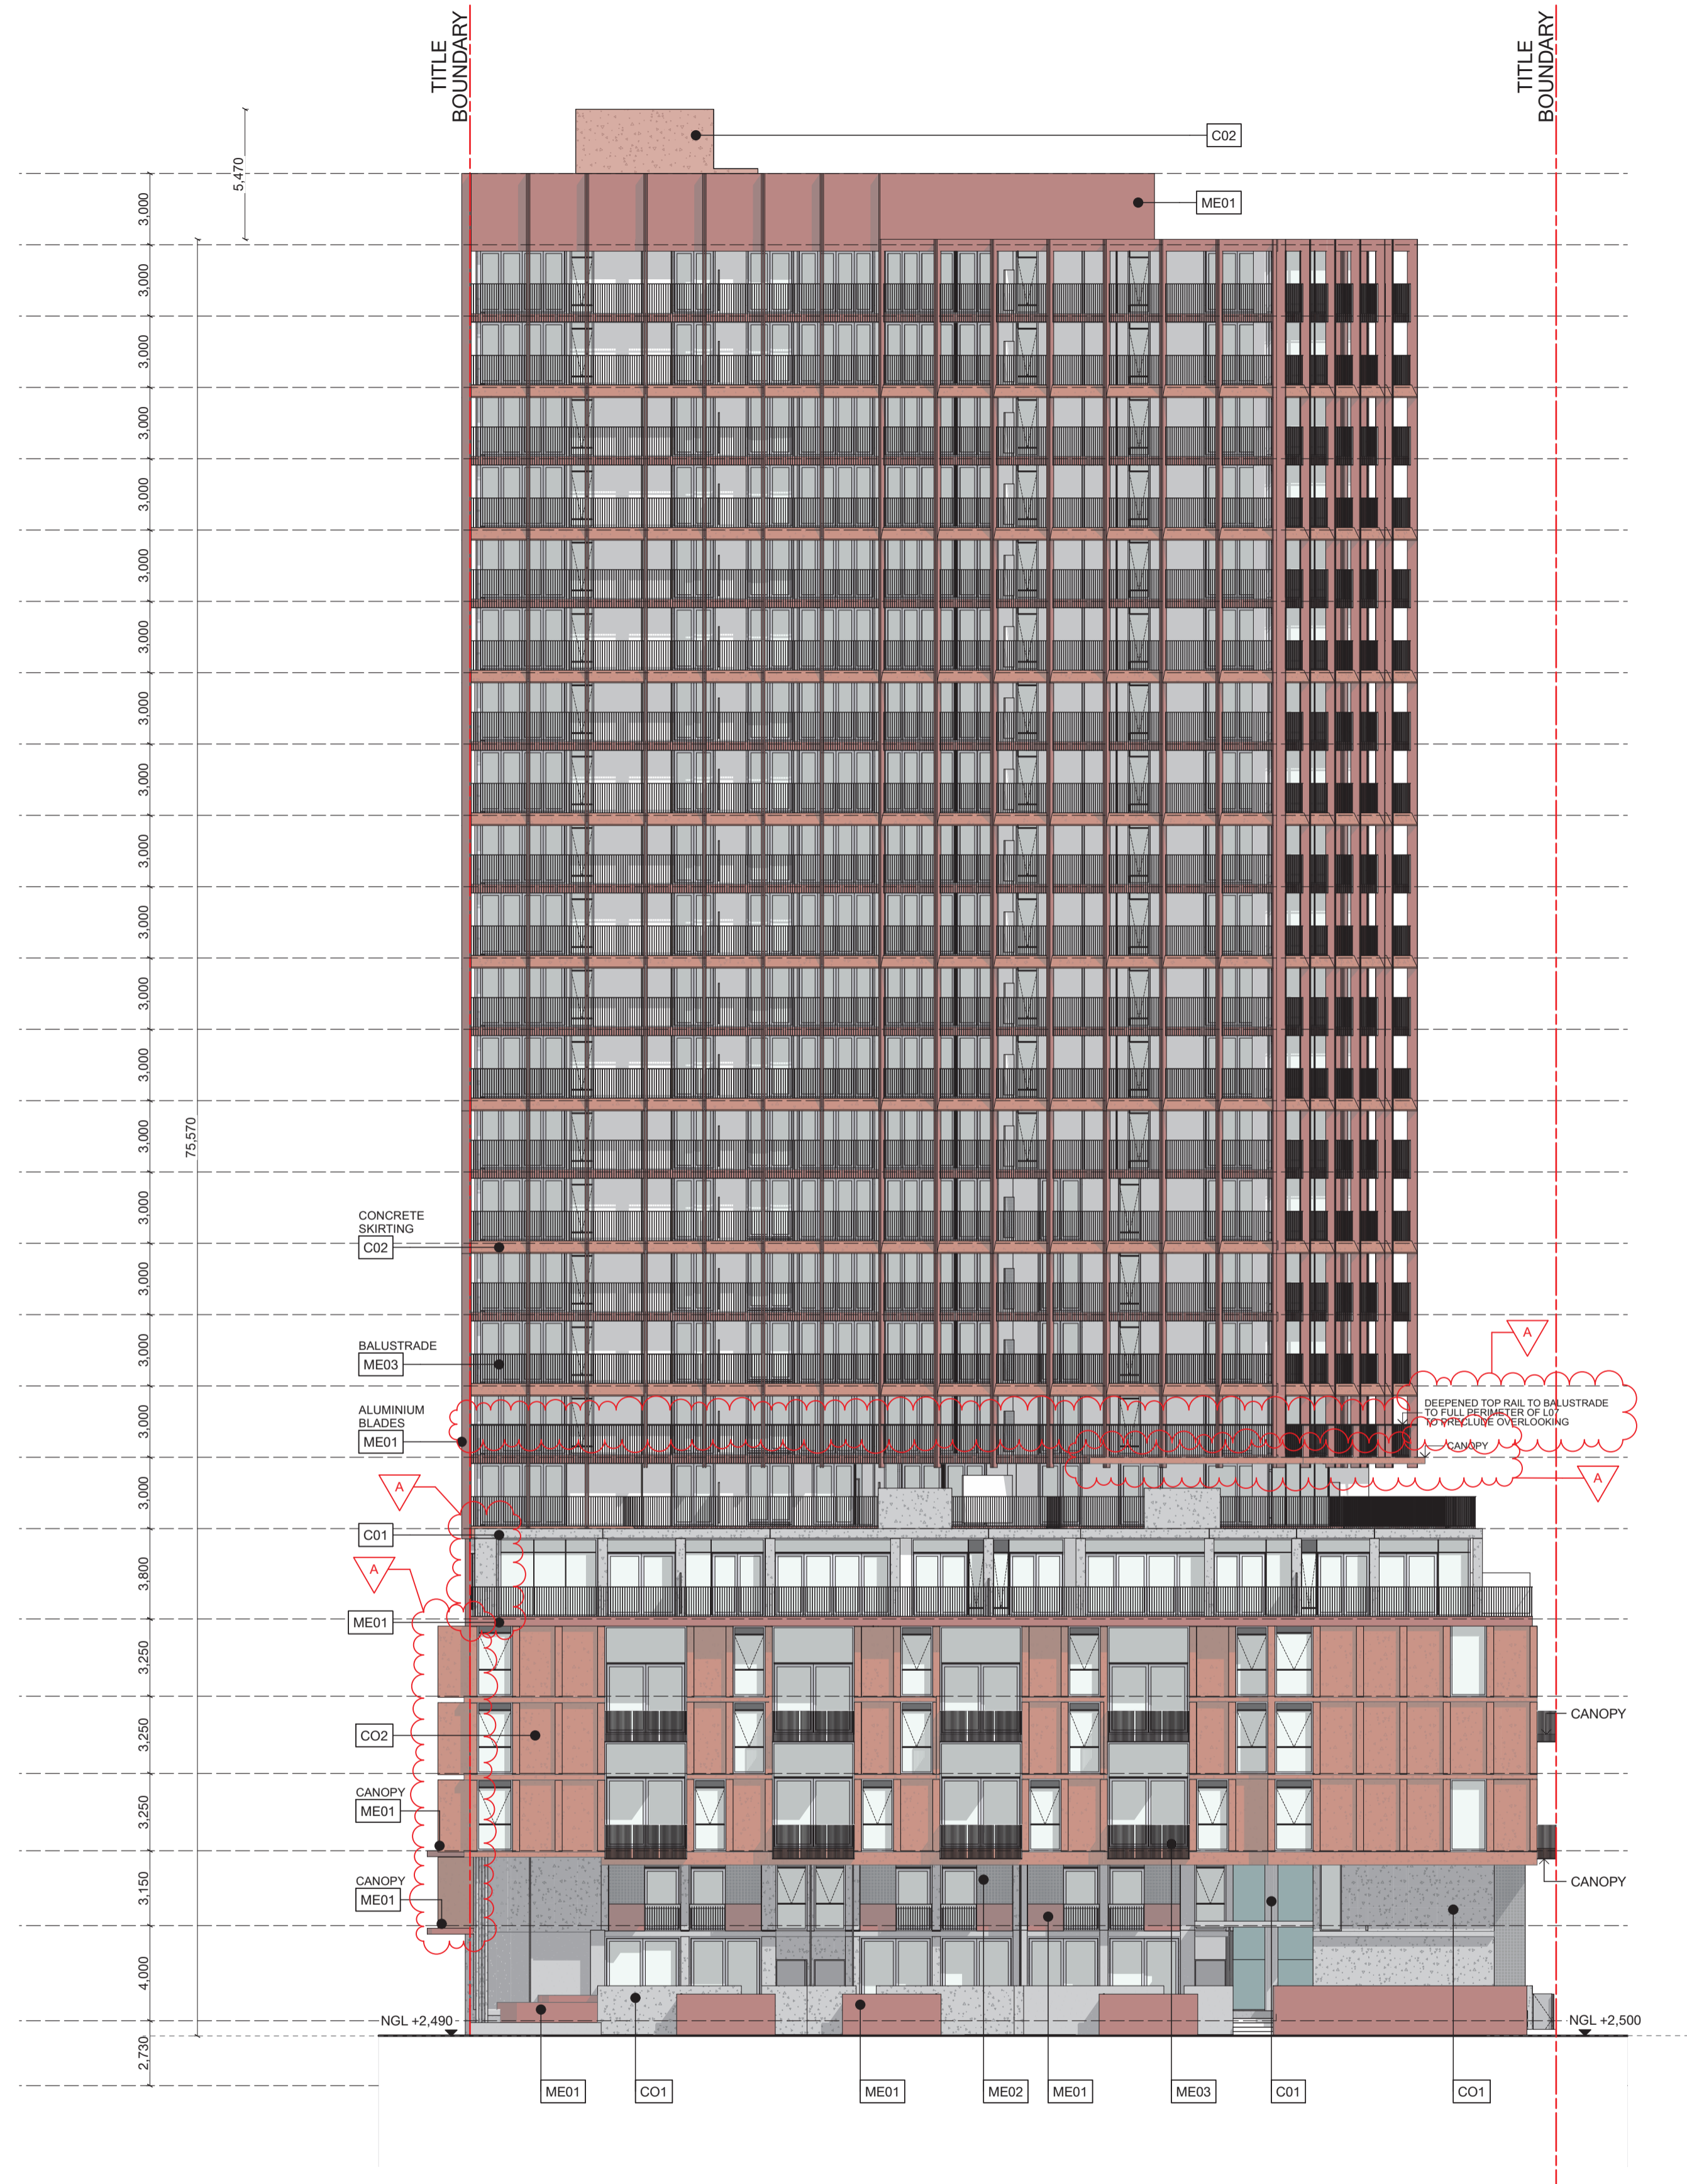 TITLE
BOUNDARY
TITLE
BOUNDARY
C02
5,470
3,000
ME01
3,000
3,000
3,000
3,000
3,000
3,000
3,000
3,000
3,000
3,000
3,000
3,000
75,570
3,000
3,000
CONCRETE
SKIRTING
C02
3,000
A
3,000
BALUSTRADE
ME03
DEEPENED TOP RAIL TO BALUSTRADE
TO FULL PERIMETER OF L07
TO PRECLUDE OVERLOOKING
3,000
ALUMINIUM
BLADES
ME01
CANOPY
A
3,000
A
C01
3,800
A
ME01
3,250
CANOPY
3,250
CO2
CANOPY
3,250
ME01
CANOPY
3,150
CANOPY
ME01
4,000
NGL +2,490
NGL +2,500
2,730
ME01
CO1
ME01
ME02
ME01
ME03
C01
CO1